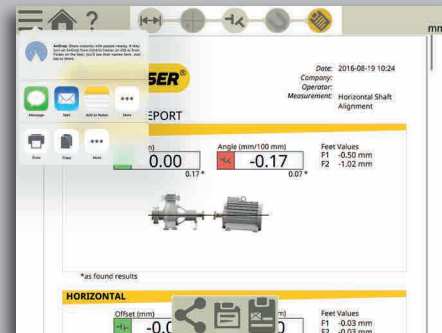 ?
mm
AirDrop. Share instantly with people nearby. If they
turn on AirDrop from Control Center on iOS or from
Finder on the Mac, you'll see their names here. Just
tap to share.
Message
Mail
Add to Notes
More
Print
Copy
More
SER®
EPORT
Date: 2016-08-19 10:24
Company:
Operator:
Measurement: Horizontal Shaft
Alignment
m)
0.00
0.17 *
Angle (mm/100 mm)
-0.17
0.07 *
Feet Values
F1 -0.50 mm
F2 -1.02 mm
*as found results
HORIZONTAL
Offset (mm)
-0.0
m)
0
Feet Values
F1 -0.03 mm
F2 -0.03 mm